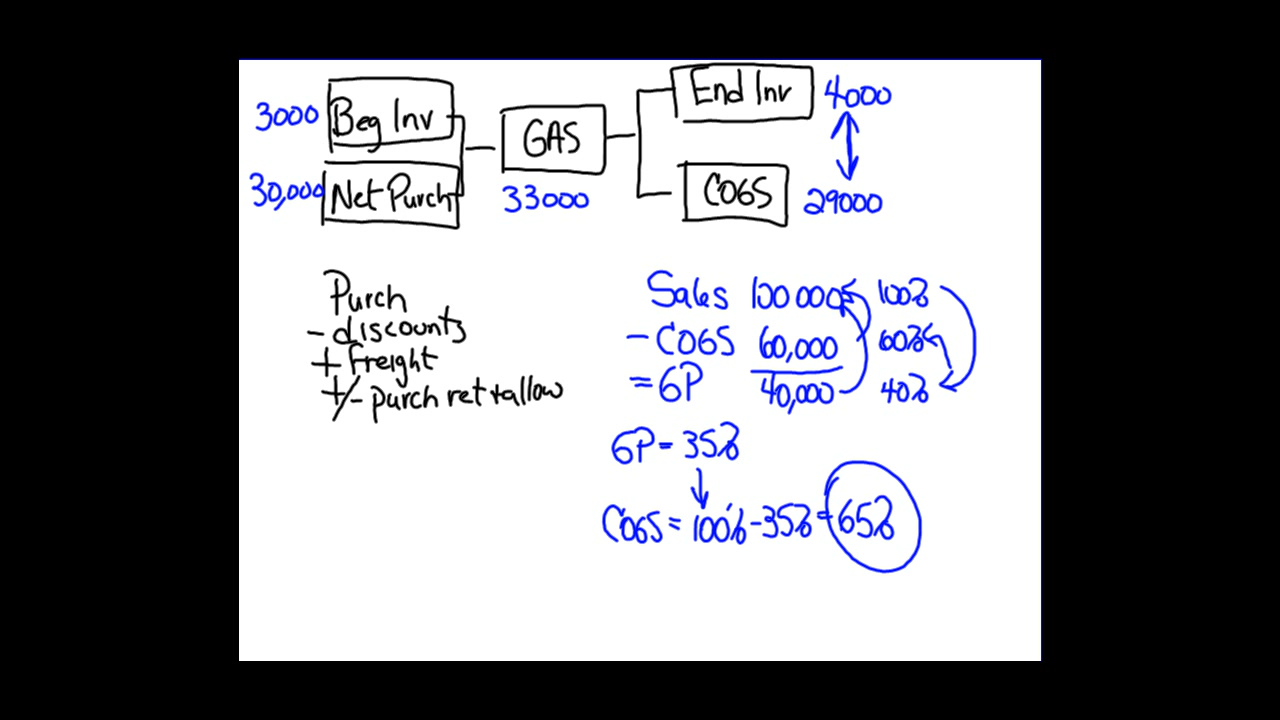 3000 Beg Inv
30,000 Net Purch
GAS
33000
End Inv 4000
COGS 29000
Purch
- discounts
+ Freight
+/- purch ret + allow
Sales 100 000 100%
- COGS 60,000 60%
= GP 40,000 40%
GP = 35%
COGS = 100% - 35% = 65%